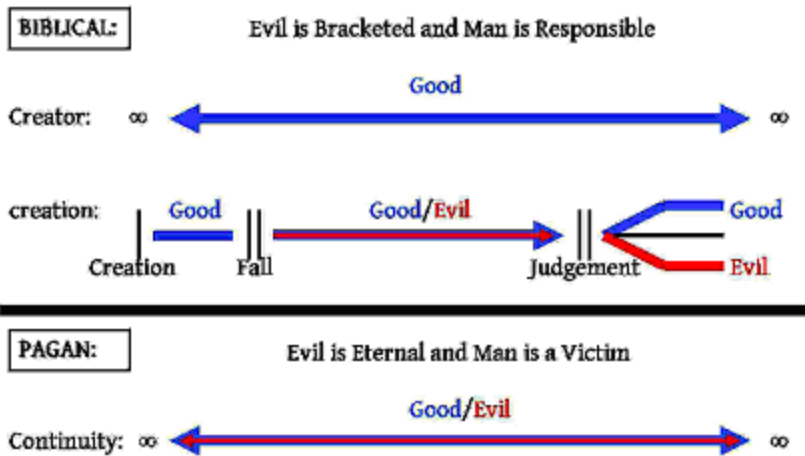 BIBLICAL: Evil is Bracketed and Man is Responsible
Good
Creator: ∞ ∞
creation: Good Good/Evil Good
Creation Fall Judgement Evil
PAGAN: Evil is Eternal and Man is a Victim
Good/Evil
Continuity: ∞ ∞